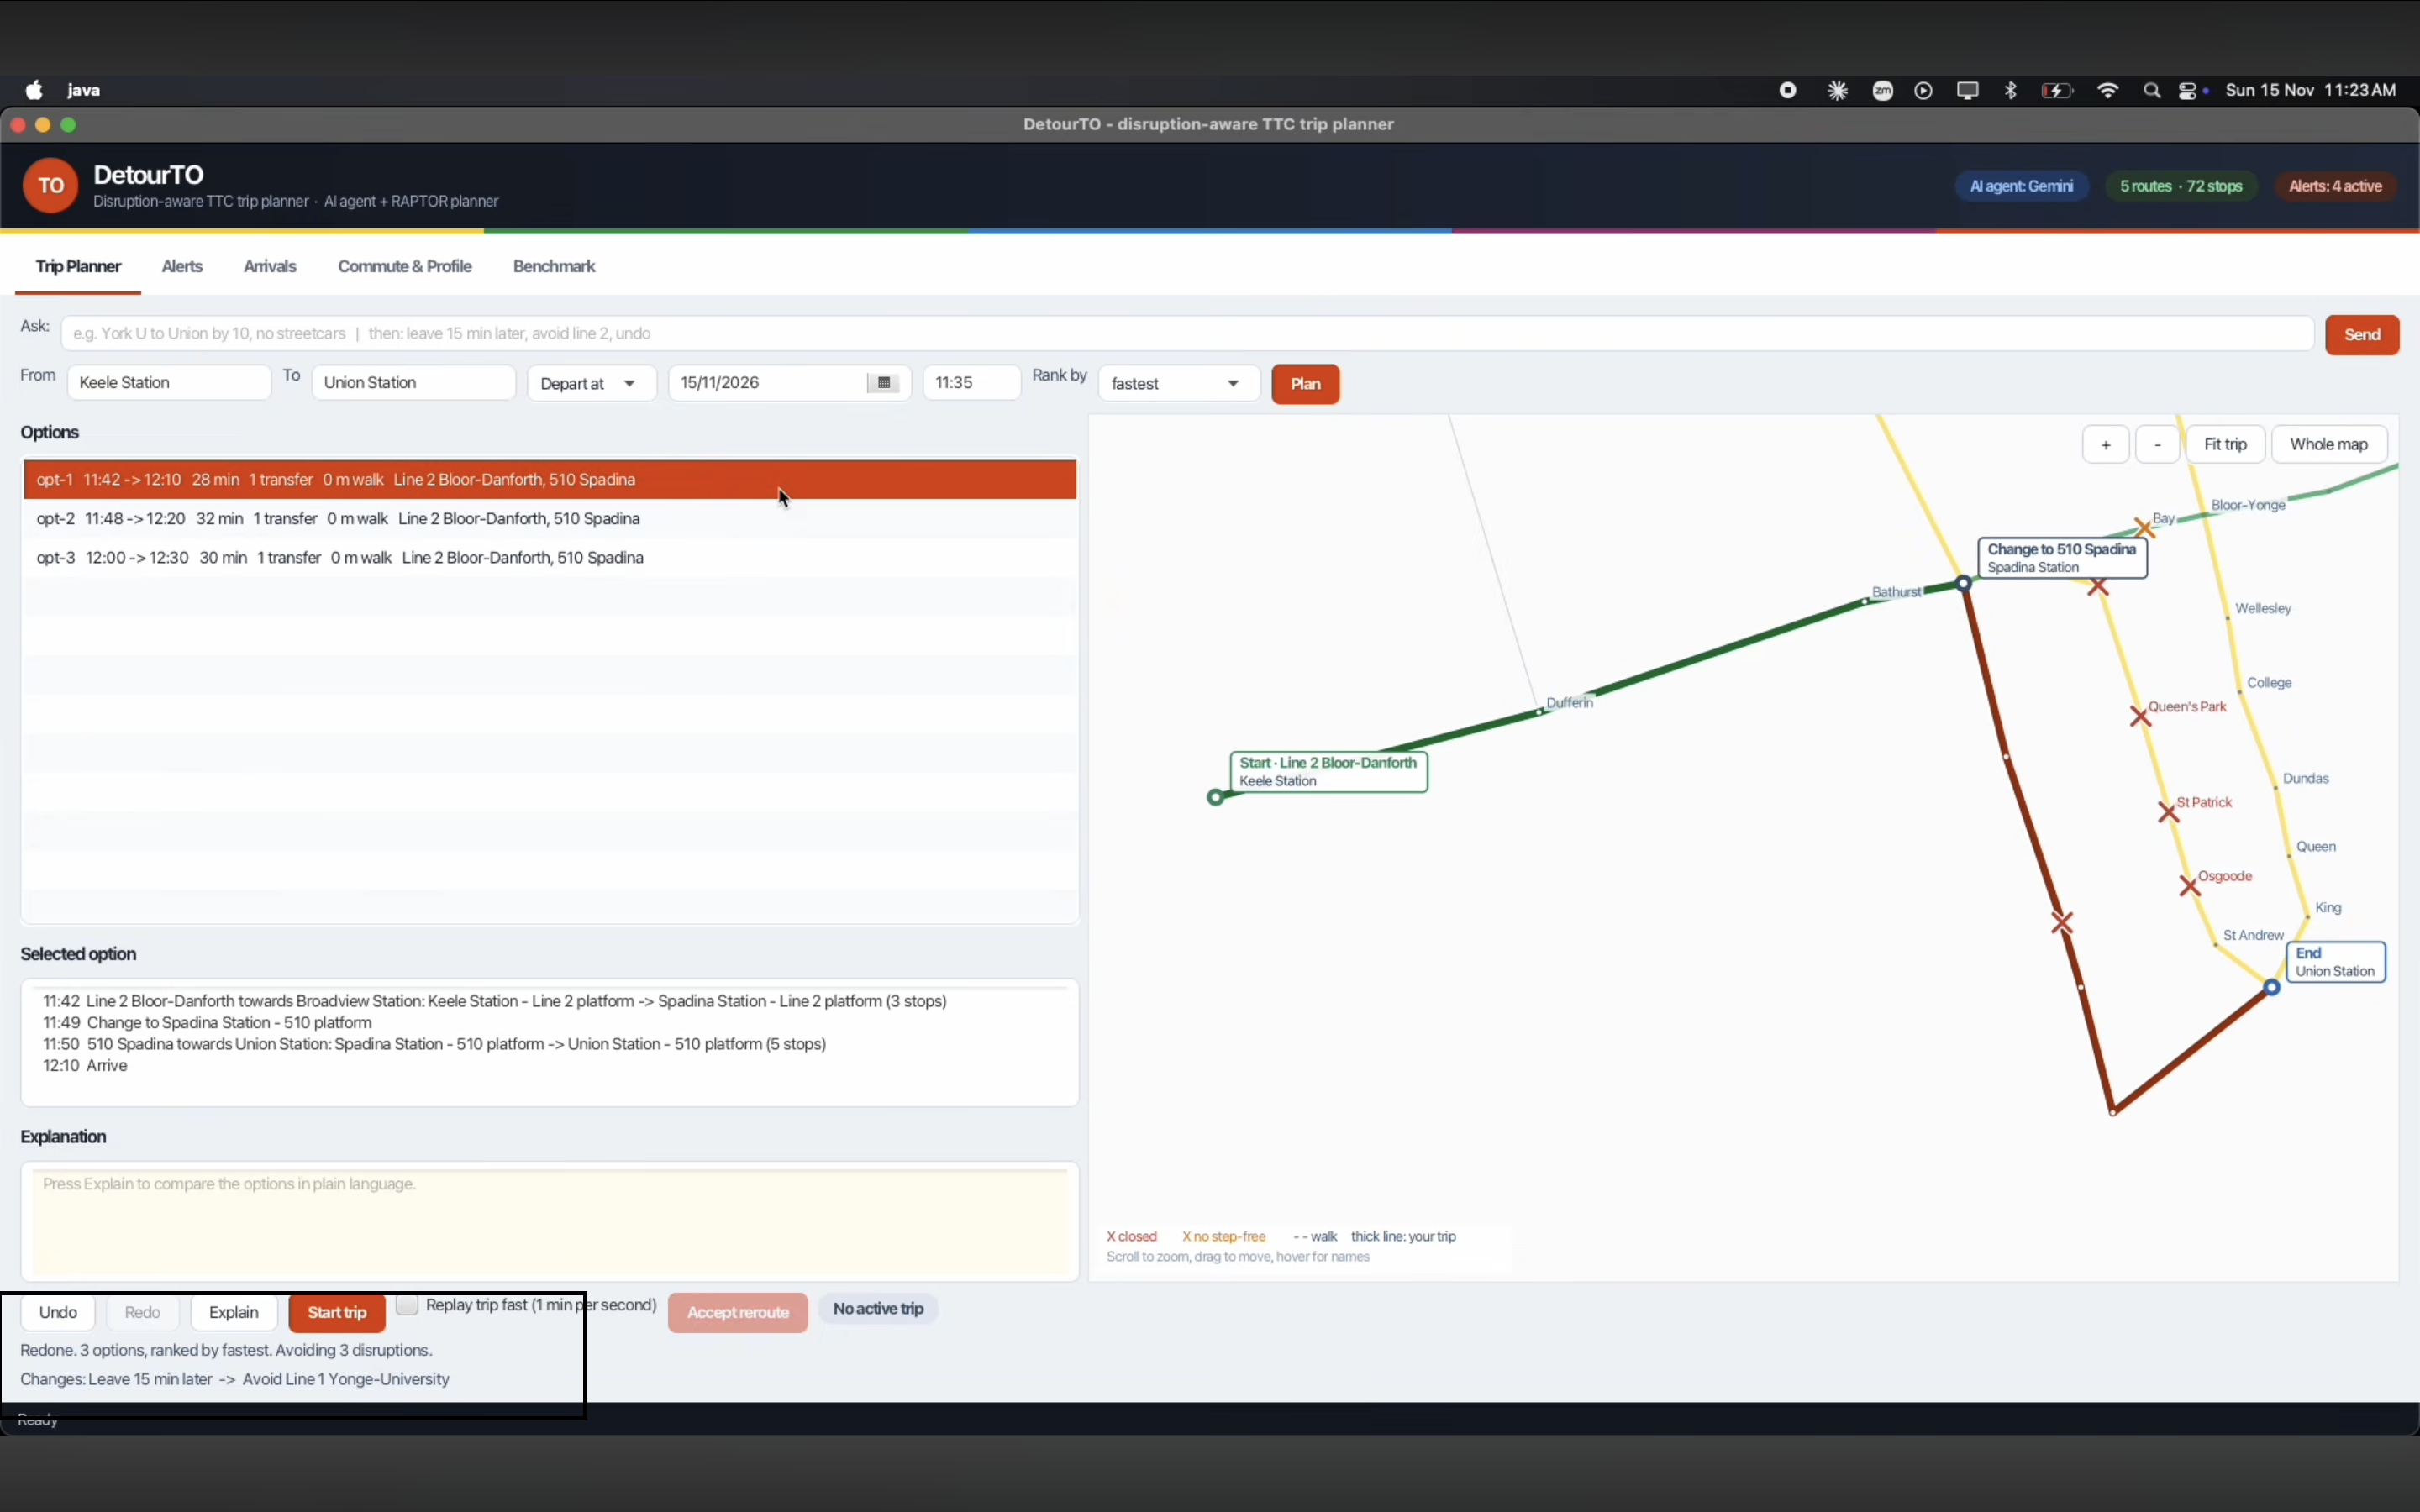 java
zm
Sun 15 Nov 11:23 AM
DetourTO - disruption-aware TTC trip planner
TO
DetourTO
Disruption-aware TTC trip planner · AI agent + RAPTOR planner
AI agent: Gemini
5 routes · 72 stops
Alerts: 4 active
Trip Planner
Alerts
Arrivals
Commute & Profile
Benchmark
Ask:
e.g. York U to Union by 10, no streetcars | then: leave 15 min later, avoid line 2, undo
Send
From
Keele Station
To
Union Station
Depart at
15/11/2026
11:35
Rank by
fastest
Plan
Options
opt-1 11:42 -> 12:10 28 min 1 transfer 0 m walk Line 2 Bloor-Danforth, 510 Spadina
opt-2 11:48 -> 12:20 32 min 1 transfer 0 m walk Line 2 Bloor-Danforth, 510 Spadina
opt-3 12:00 -> 12:30 30 min 1 transfer 0 m walk Line 2 Bloor-Danforth, 510 Spadina
Selected option
11:42 Line 2 Bloor-Danforth towards Broadview Station: Keele Station - Line 2 platform -> Spadina Station - Line 2 platform (3 stops)
11:49 Change to Spadina Station - 510 platform
11:50 510 Spadina towards Union Station: Spadina Station - 510 platform -> Union Station - 510 platform (5 stops)
12:10 Arrive
Explanation
Press Explain to compare the options in plain language.
+
-
Fit trip
Whole map
Bloor-Yonge
Bay
Change to 510 Spadina
Spadina Station
Bathurst
Wellesley
College
Dufferin
Queen's Park
Start · Line 2 Bloor-Danforth
Keele Station
Dundas
St Patrick
Queen
Osgoode
King
St Andrew
End
Union Station
X closed X no step-free - - walk thick line: your trip
Scroll to zoom, drag to move, hover for names
Undo
Redo
Explain
Start trip
Replay trip fast (1 min per second)
Accept reroute
No active trip
Redone. 3 options, ranked by fastest. Avoiding 3 disruptions.
Changes: Leave 15 min later -> Avoid Line 1 Yonge-University
Ready